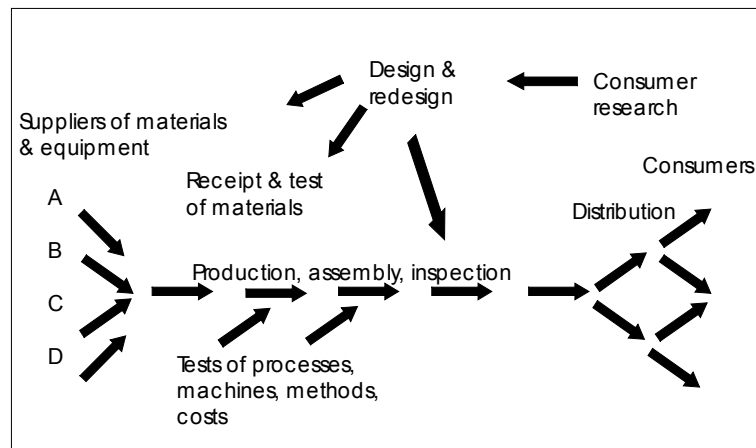 Design &
redesign
Consumer
research
Suppliers of materials
& equipment
Receipt & test
of materials
Consumers
Distribution
A
B
C
D
Production, assembly, inspection
Tests of processes,
machines, methods,
costs